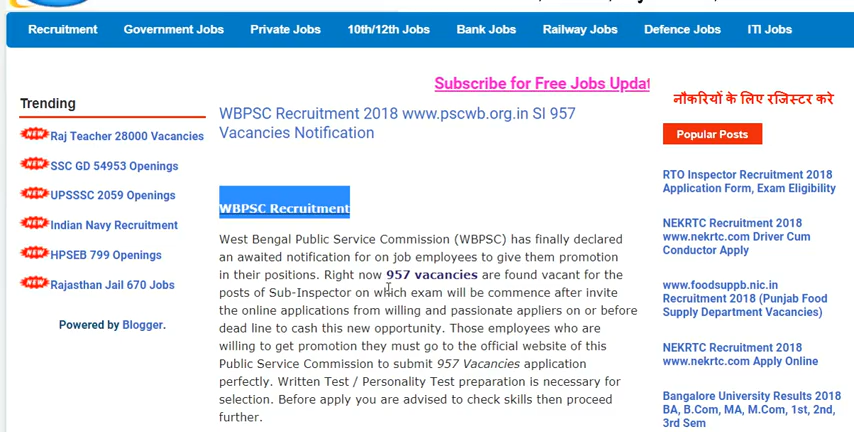 Recruitment Government Jobs Private Jobs 10th/12th Jobs Bank Jobs Railway Jobs Defence Jobs ITI Jobs
Subscribe for Free Jobs Updat
Trending
NEW Raj Teacher 28000 Vacancies
NEW SSC GD 54953 Openings
NEW UPSSSC 2059 Openings
NEW Indian Navy Recruitment
NEW HPSEB 799 Openings
NEW Rajasthan Jail 670 Jobs
Powered by Blogger.
WBPSC Recruitment 2018 www.pscwb.org.in SI 957
Vacancies Notification
WBPSC Recruitment
West Bengal Public Service Commission (WBPSC) has finally declared
an awaited notification for on job employees to give them promotion
in their positions. Right now 957 vacancies are found vacant for the
posts of Sub-Inspector on which exam will be commence after invite
the online applications from willing and passionate appliers on or before
dead line to cash this new opportunity. Those employees who are
willing to get promotion they must go to the official website of this
Public Service Commission to submit 957 Vacancies application
perfectly. Written Test / Personality Test preparation is necessary for
selection. Before apply you are advised to check skills then proceed
further.
नौकरियों के लिए रजिस्टर करे
Popular Posts
RTO Inspector Recruitment 2018
Application Form, Exam Eligibility
NEKRTC Recruitment 2018
www.nekrtc.com Driver Cum
Conductor Apply
www.foodsuppb.nic.in
Recruitment 2018 (Punjab Food
Supply Department Vacancies)
NEKRTC Recruitment 2018
www.nekrtc.com Apply Online
Bangalore University Results 2018
BA, B.Com, MA, M.Com, 1st, 2nd,
3rd Sem